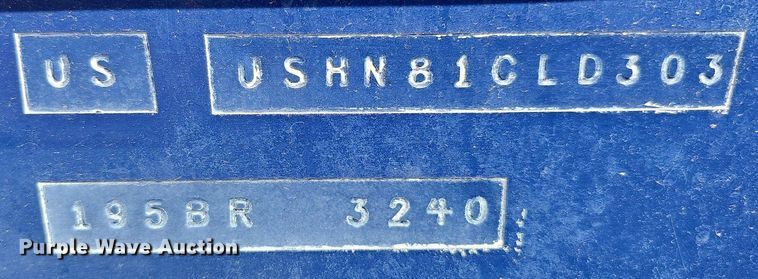 US USHN81CLD303
195BR 3240
Purple Wave Auction